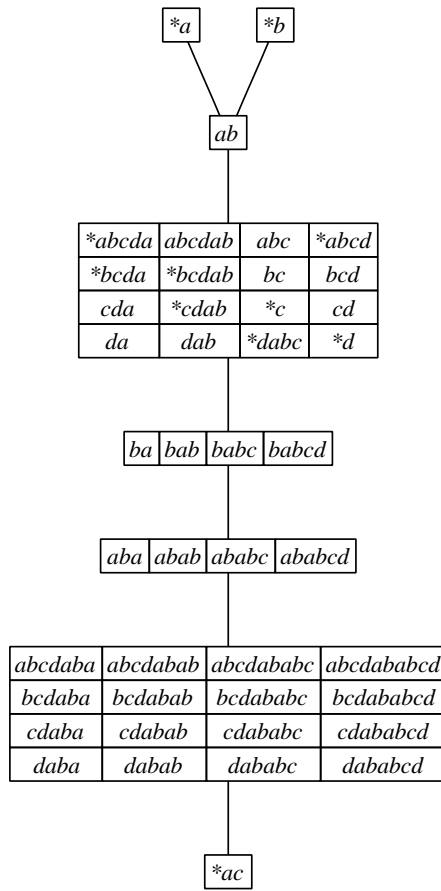 *a *b
ab
*abcda abcdab abc *abcd
*bcda *bcdab bc bcd
cda *cdab *c cd
da dab *dabc *d
ba bab babc babcd
aba abab ababc ababcd
abcdaba abcdabab abcdababc abcdababcd
bcdaba bcdabab bcdababc bcdababcd
cdaba cdabab cdababc cdababcd
daba dabab dababc dababcd
*ac